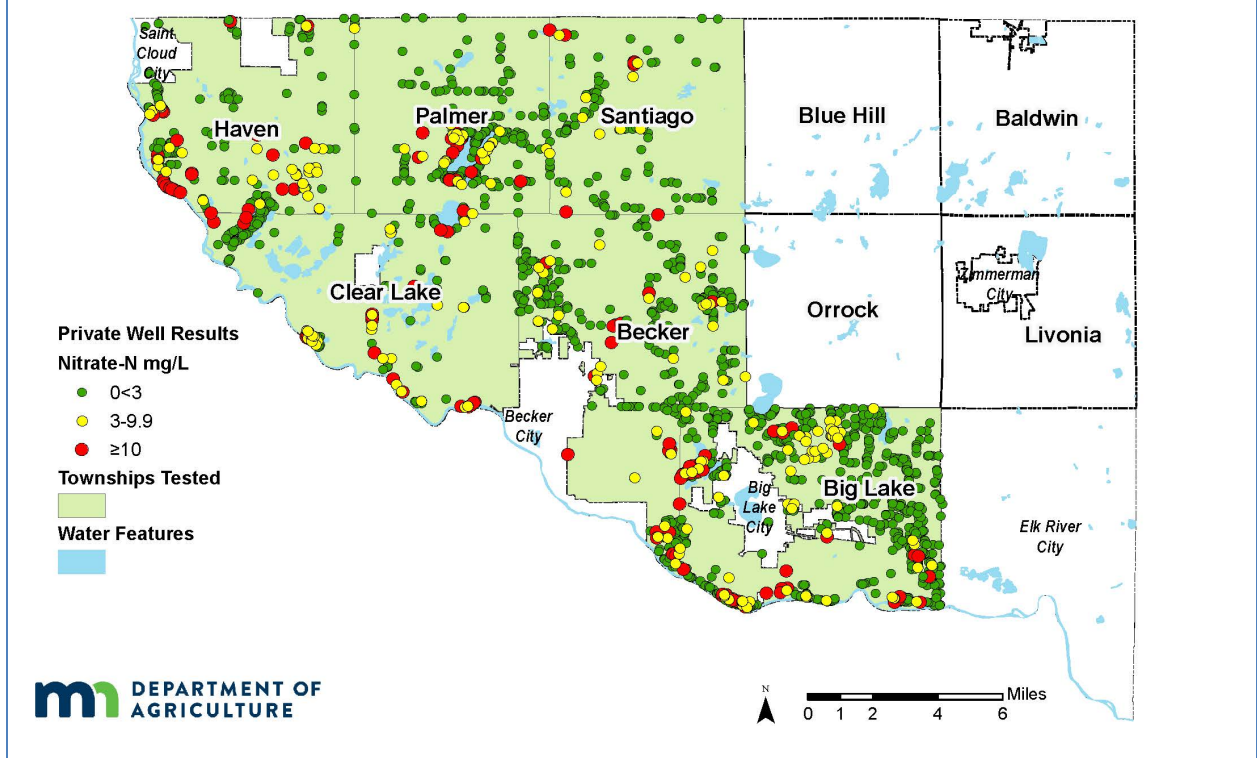 Saint
Cloud
City
Haven
Palmer
Santiago
Blue Hill
Baldwin
Clear Lake
Becker
Orrock
Zimmerman
City
Livonia
Private Well Results
Nitrate-N mg/L
0<3
3-9.9
≥10
Townships Tested
Water Features
Becker
City
Big
Lake
City
Big Lake
Elk River
City
DEPARTMENT OF
AGRICULTURE
N
Miles
0 1 2 4 6